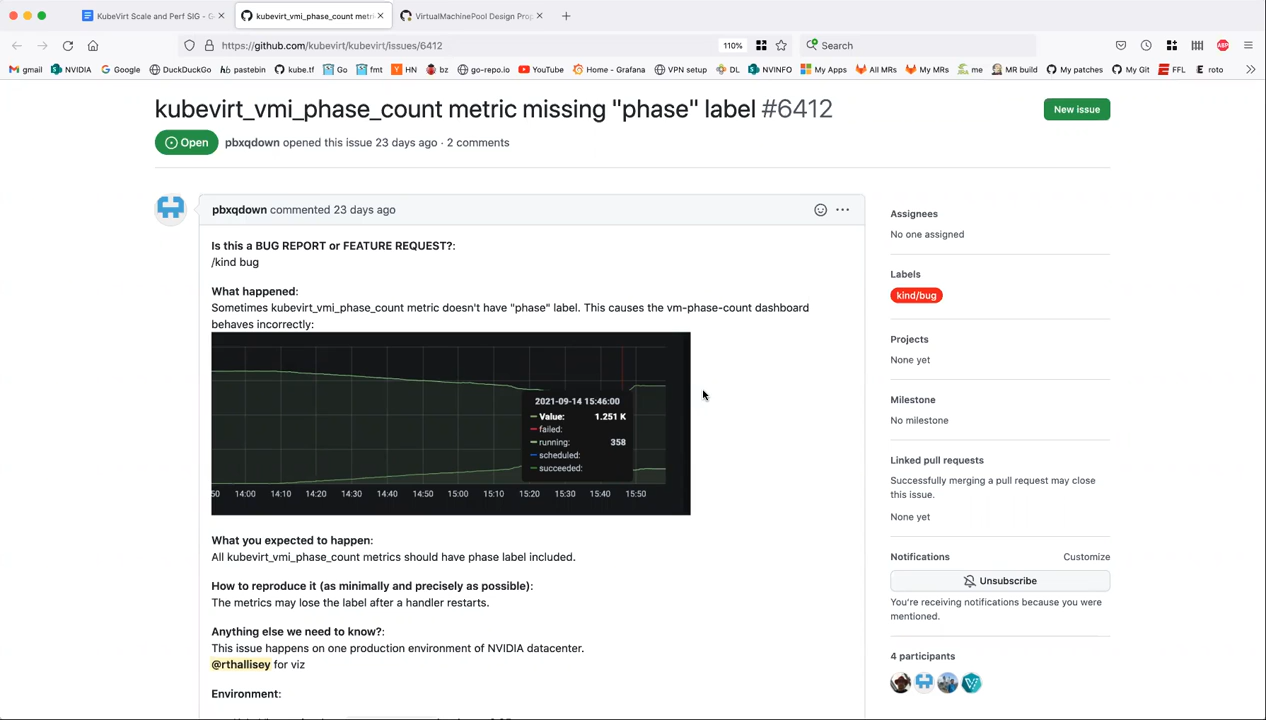 KubeVirt Scale and Perf SIG - G
kubevirt_vmi_phase_count metri
VirtualMachinePool Design Prop
https://github.com/kubevirt/kubevirt/issues/6412
110%
Search
gmail
NVIDIA
Google
DuckDuckGo
hpastebin
kube.tf
Go
fmt
HN
bz
go-repo.io
YouTube
Home - Grafana
VPN setup
DL
NVINFO
My Apps
All MRs
My MRs
me
MR build
My patches
My Git
FFL
roto
kubevirt_vmi_phase_count metric missing "phase" label #6412
New issue
Open
pbxqdown opened this issue 23 days ago · 2 comments
pbxqdown commented 23 days ago
Is this a BUG REPORT or FEATURE REQUEST?:
/kind bug
What happened:
Sometimes kubevirt_vmi_phase_count metric doesn't have "phase" label. This causes the vm-phase-count dashboard
behaves incorrectly:
2021-09-14 15:46:00
Value: 1.251 K
failed:
running: 358
scheduled:
succeeded:
50 14:00 14:10 14:20 14:30 14:40 14:50 15:00 15:10 15:20 15:30 15:40 15:50
What you expected to happen:
All kubevirt_vmi_phase_count metrics should have phase label included.
How to reproduce it (as minimally and precisely as possible):
The metrics may lose the label after a handler restarts.
Anything else we need to know?:
This issue happens on one production environment of NVIDIA datacenter.
@rthallisey for viz
Environment:
Assignees
No one assigned
Labels
kind/bug
Projects
None yet
Milestone
No milestone
Linked pull requests
Successfully merging a pull request may close
this issue.
None yet
Notifications
Customize
Unsubscribe
You're receiving notifications because you were
mentioned.
4 participants